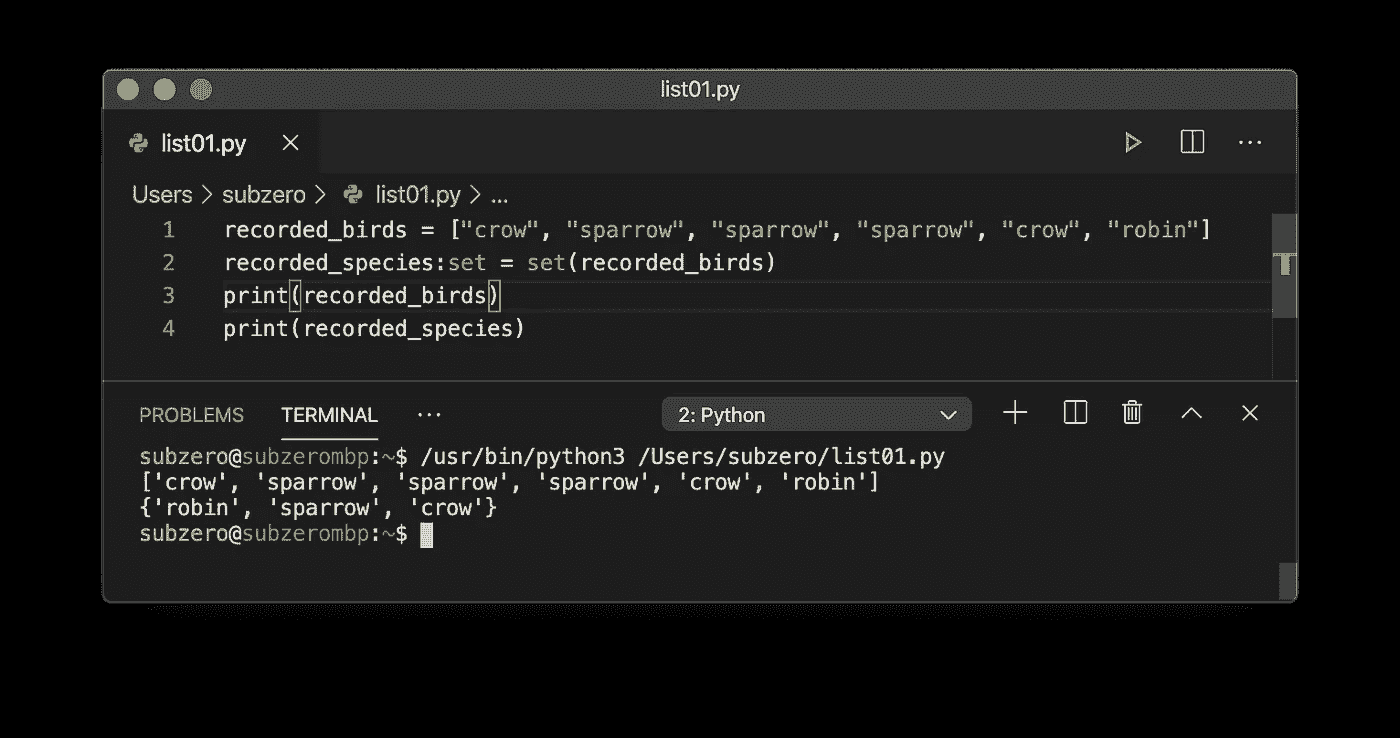 list01.py
list01.py
Users > subzero > list01.py > ...
1 recorded_birds = ["crow", "sparrow", "sparrow", "sparrow", "crow", "robin"]
2 recorded_species:set = set(recorded_birds)
3 print(recorded_birds)
4 print(recorded_species)
PROBLEMS TERMINAL ... 2: Python
subzero@subzerombp:~$ /usr/bin/python3 /Users/subzero/list01.py
['crow', 'sparrow', 'sparrow', 'sparrow', 'crow', 'robin']
{'robin', 'sparrow', 'crow'}
subzero@subzerombp:~$